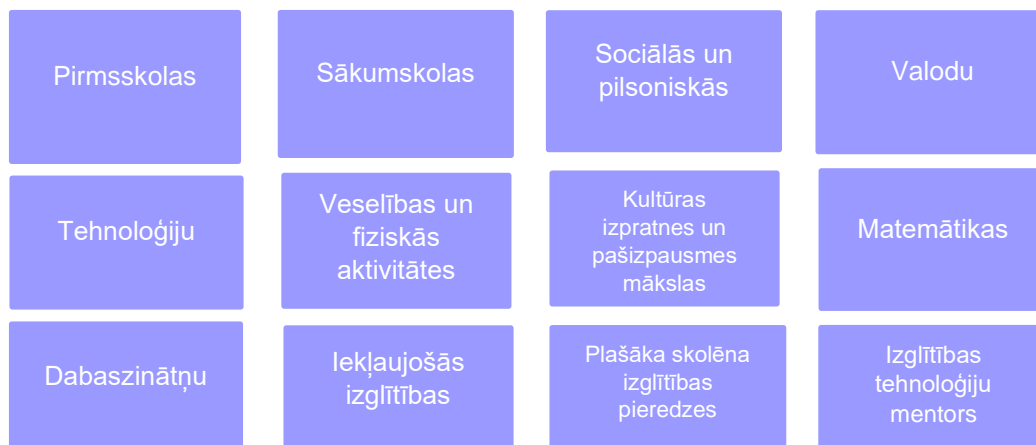 Pirmsskolas
Sākumskolas
Sociālās un
pilsoniskās
Valodu
Tehnoloģiju
Veselības un
fiziskās
aktivitātes
Kultūras
izpratnes un
pašizpausmes
mākslas
Matemātikas
Dabaszinātņu
Iekļaujošās
izglītības
Plašāka skolēna
izglītības
pieredzes
Izglītības
tehnoloģiju
mentors